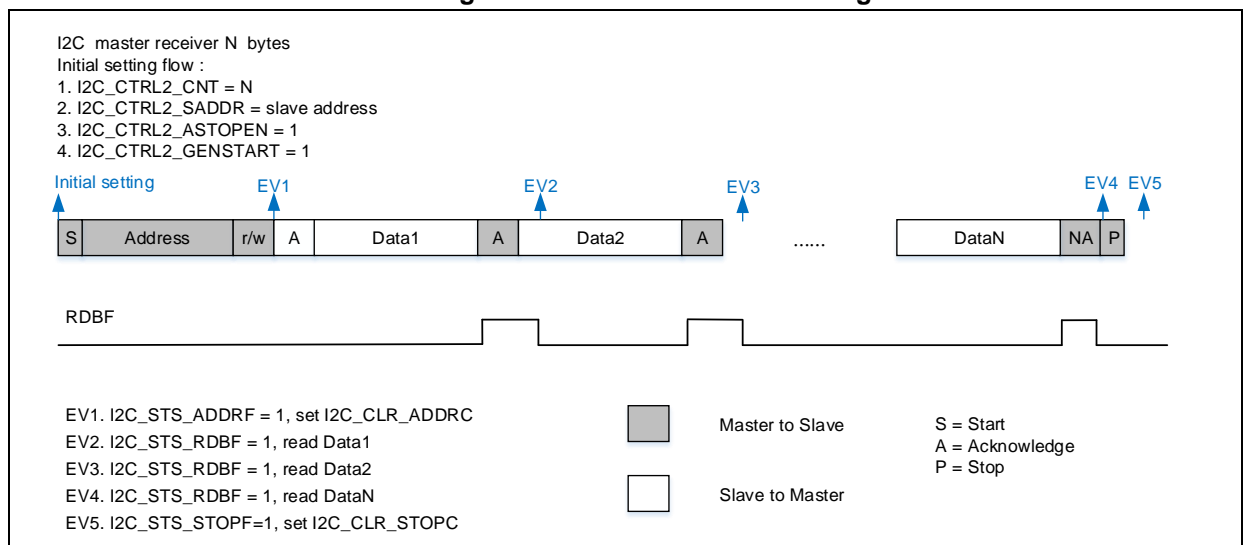 I2C master receiver N bytes
Initial setting flow :
1. I2C_CTRL2_CNT = N
2. I2C_CTRL2_SADDR = slave address
3. I2C_CTRL2_ASTOPEN = 1
4. I2C_CTRL2_GENSTART = 1
Initial setting EV1 EV2 EV3 EV4 EV5
S Address r/w A Data1 A Data2 A ...... DataN NA P
RDBF
EV1. I2C_STS_ADDRF = 1, set I2C_CLR_ADDRC
EV2. I2C_STS_RDBF = 1, read Data1
EV3. I2C_STS_RDBF = 1, read Data2
EV4. I2C_STS_RDBF = 1, read DataN
EV5. I2C_STS_STOPF=1, set I2C_CLR_STOPC
Master to Slave
Slave to Master
S = Start
A = Acknowledge
P = Stop